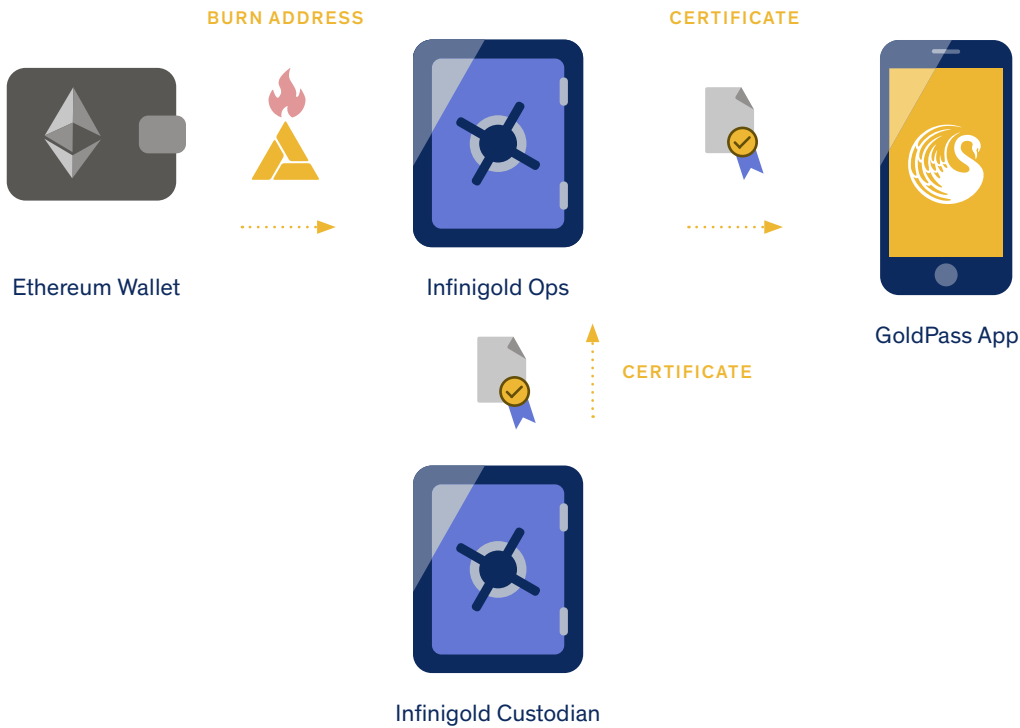 BURN ADDRESS
CERTIFICATE
Ethereum Wallet
Infinigold Ops
GoldPass App
CERTIFICATE
Infinigold Custodian